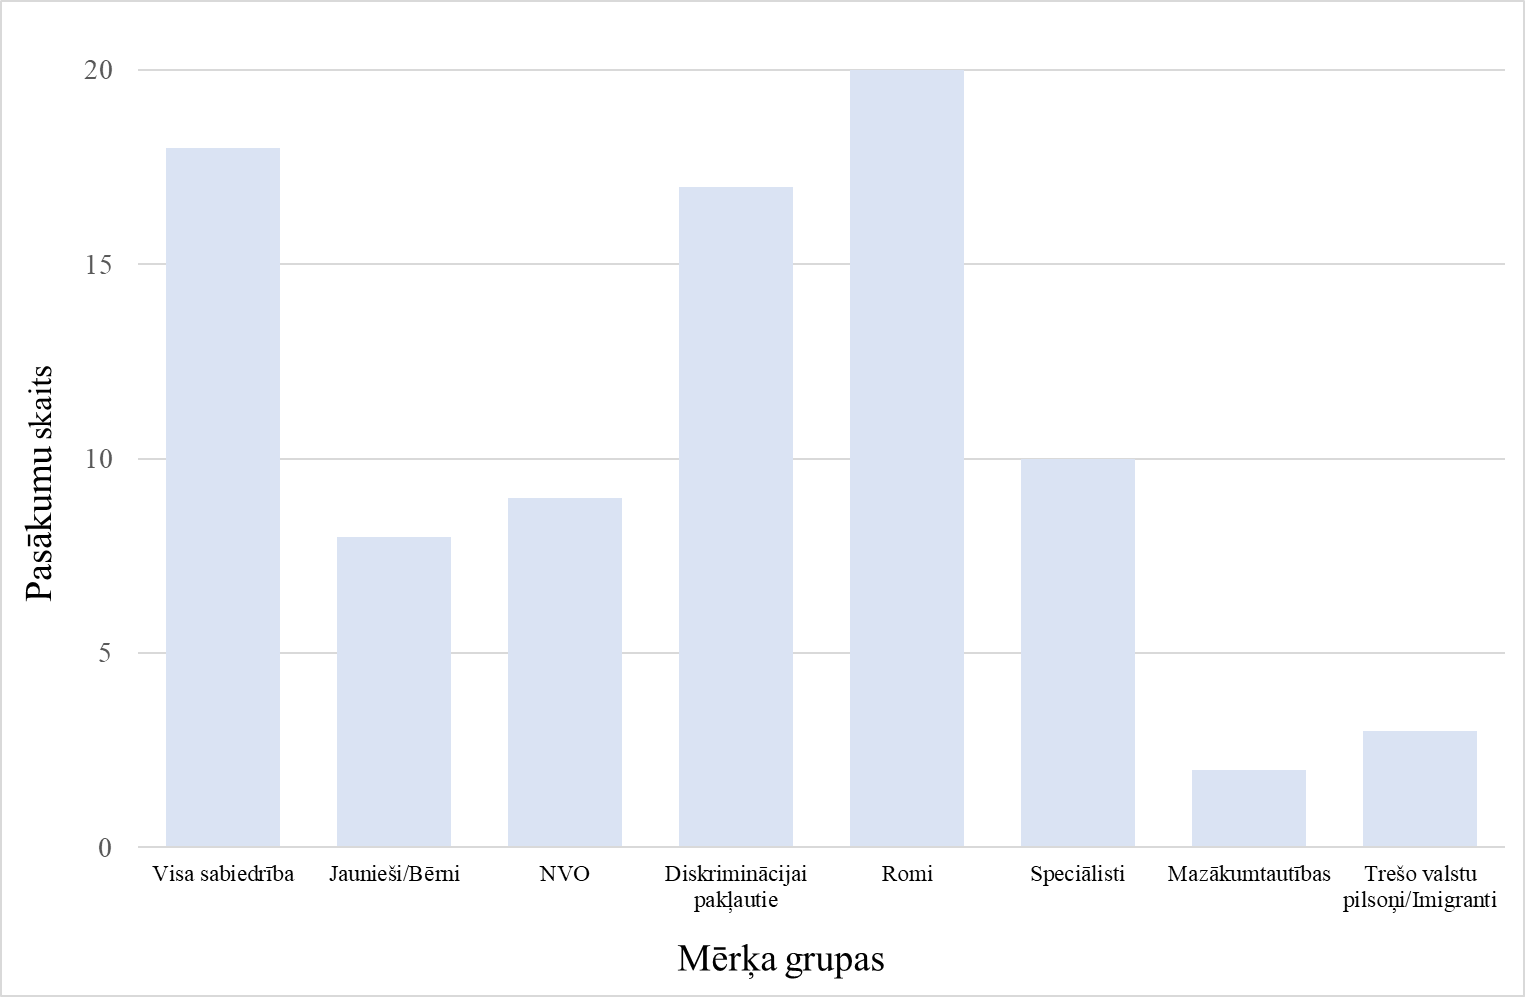 20
15
10
5
0
Pasākumu skaits
Visa sabiedrība
Jaunieši/Bērni
NVO
Diskriminācijai
pakļautie
Romi
Speciālisti
Mazākumtautības
Trešo valstu
pilsoņi/Imigranti
Mērķa grupas